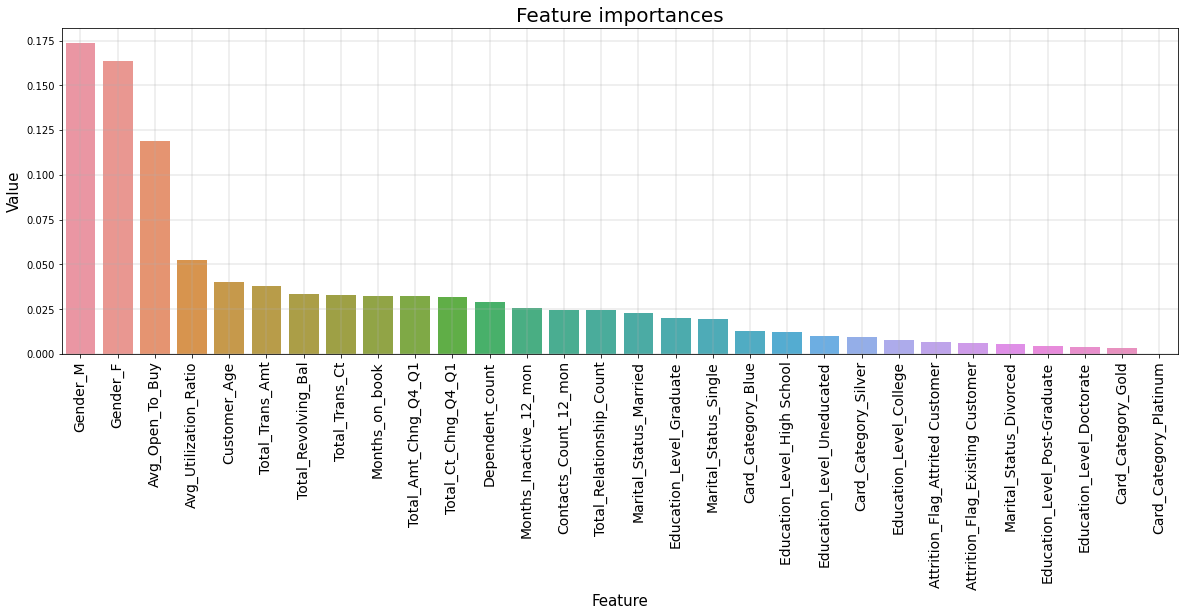 Feature importances
Value
0.175
0.150
0.125
0.100
0.075
0.050
0.025
0.000
Gender_M
Gender_F
Avg_Open_To_Buy
Avg_Utilization_Ratio
Customer_Age
Total_Trans_Amt
Total_Revolving_Bal
Total_Trans_Ct
Months_on_book
Total_Amt_Chng_Q4_Q1
Total_Ct_Chng_Q4_Q1
Dependent_count
Months_Inactive_12_mon
Contacts_Count_12_mon
Total_Relationship_Count
Marital_Status_Married
Education_Level_Graduate
Marital_Status_Single
Card_Category_Blue
Education_Level_High School
Education_Level_Uneducated
Card_Category_Silver
Education_Level_College
Attrition_Flag_Attrited Customer
Attrition_Flag_Existing Customer
Marital_Status_Divorced
Education_Level_Post-Graduate
Education_Level_Doctorate
Card_Category_Gold
Card_Category_Platinum
Feature